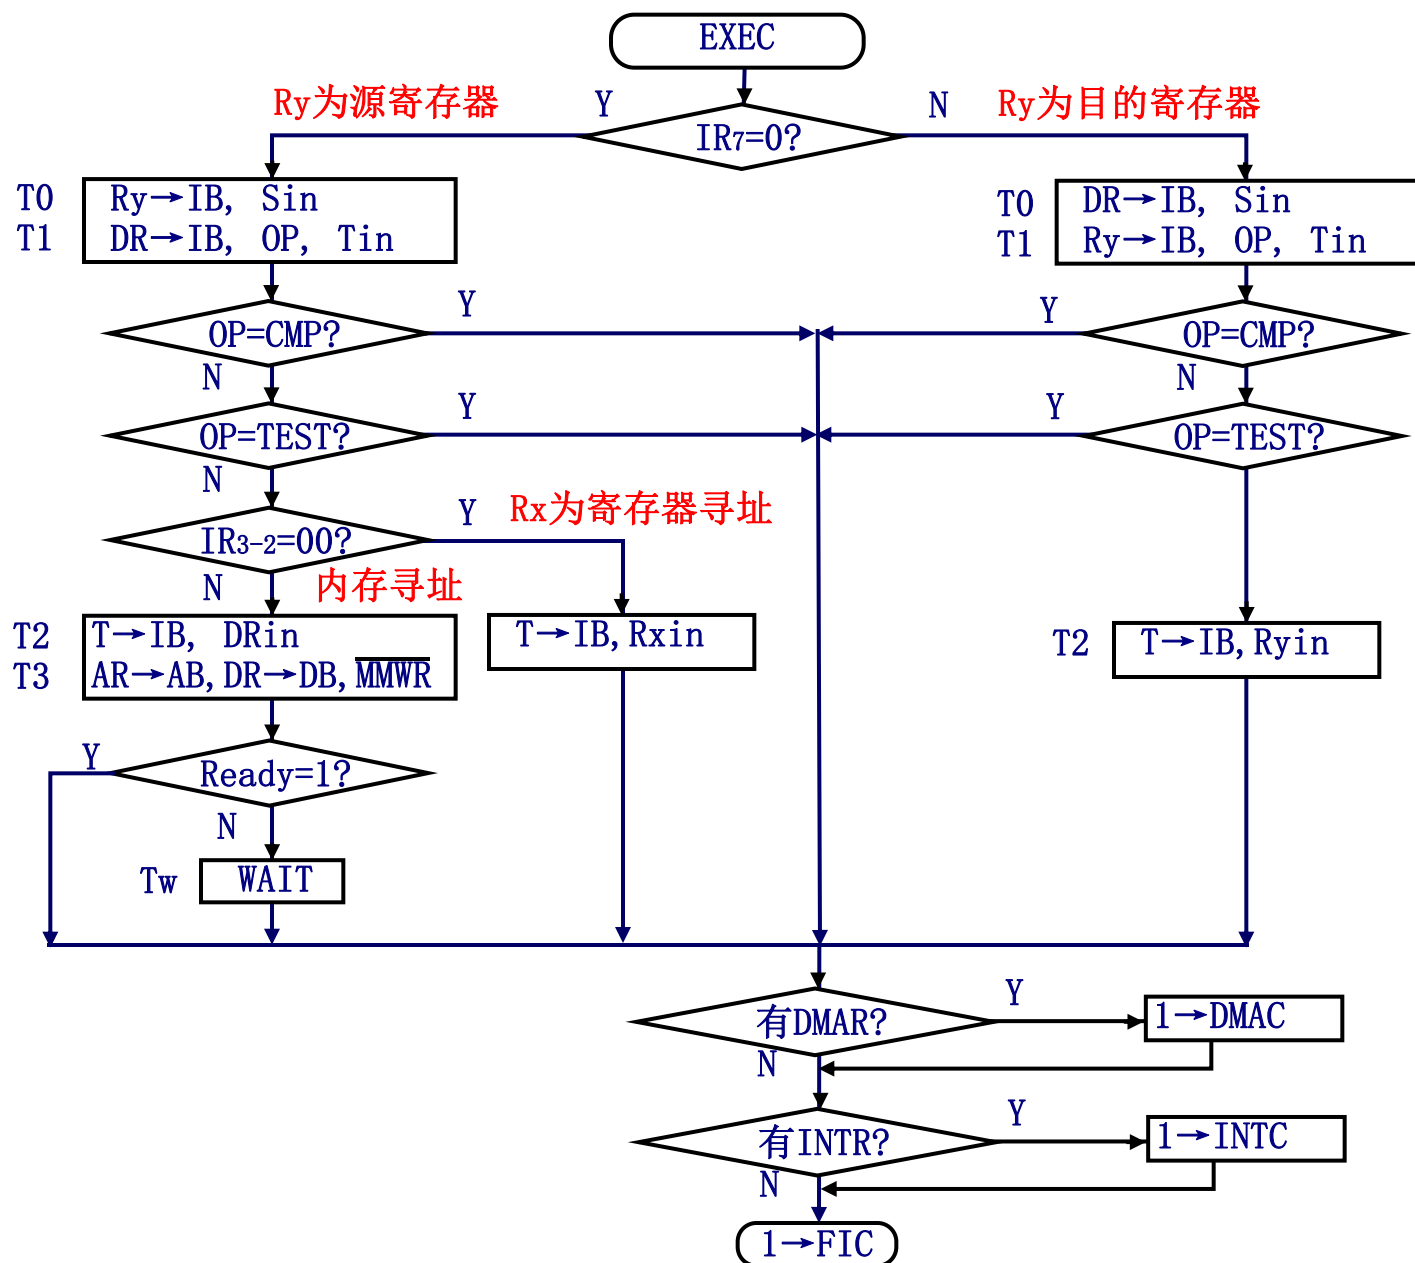 EXEC
Ry为源寄存器
Y
N
Ry为目的寄存器
IR7=0?
T0
Ry→IB, Sin
T1
DR→IB, OP, Tin
T0
DR→IB, Sin
T1
Ry→IB, OP, Tin
OP=CMP?
Y
Y
OP=CMP?
N
N
OP=TEST?
Y
Y
OP=TEST?
N
IR3-2=00?
Y
Rx为寄存器寻址
N
内存寻址
T2
T→IB, DRin
T3
AR→AB, DR→DB, M̅M̅W̅R̅
T→IB, Rxin
T2
T→IB, Ryin
Y
Ready=1?
N
Tw
WAIT
有DMAR?
Y
1→DMAC
N
有INTR?
Y
1→INTC
N
1→FIC